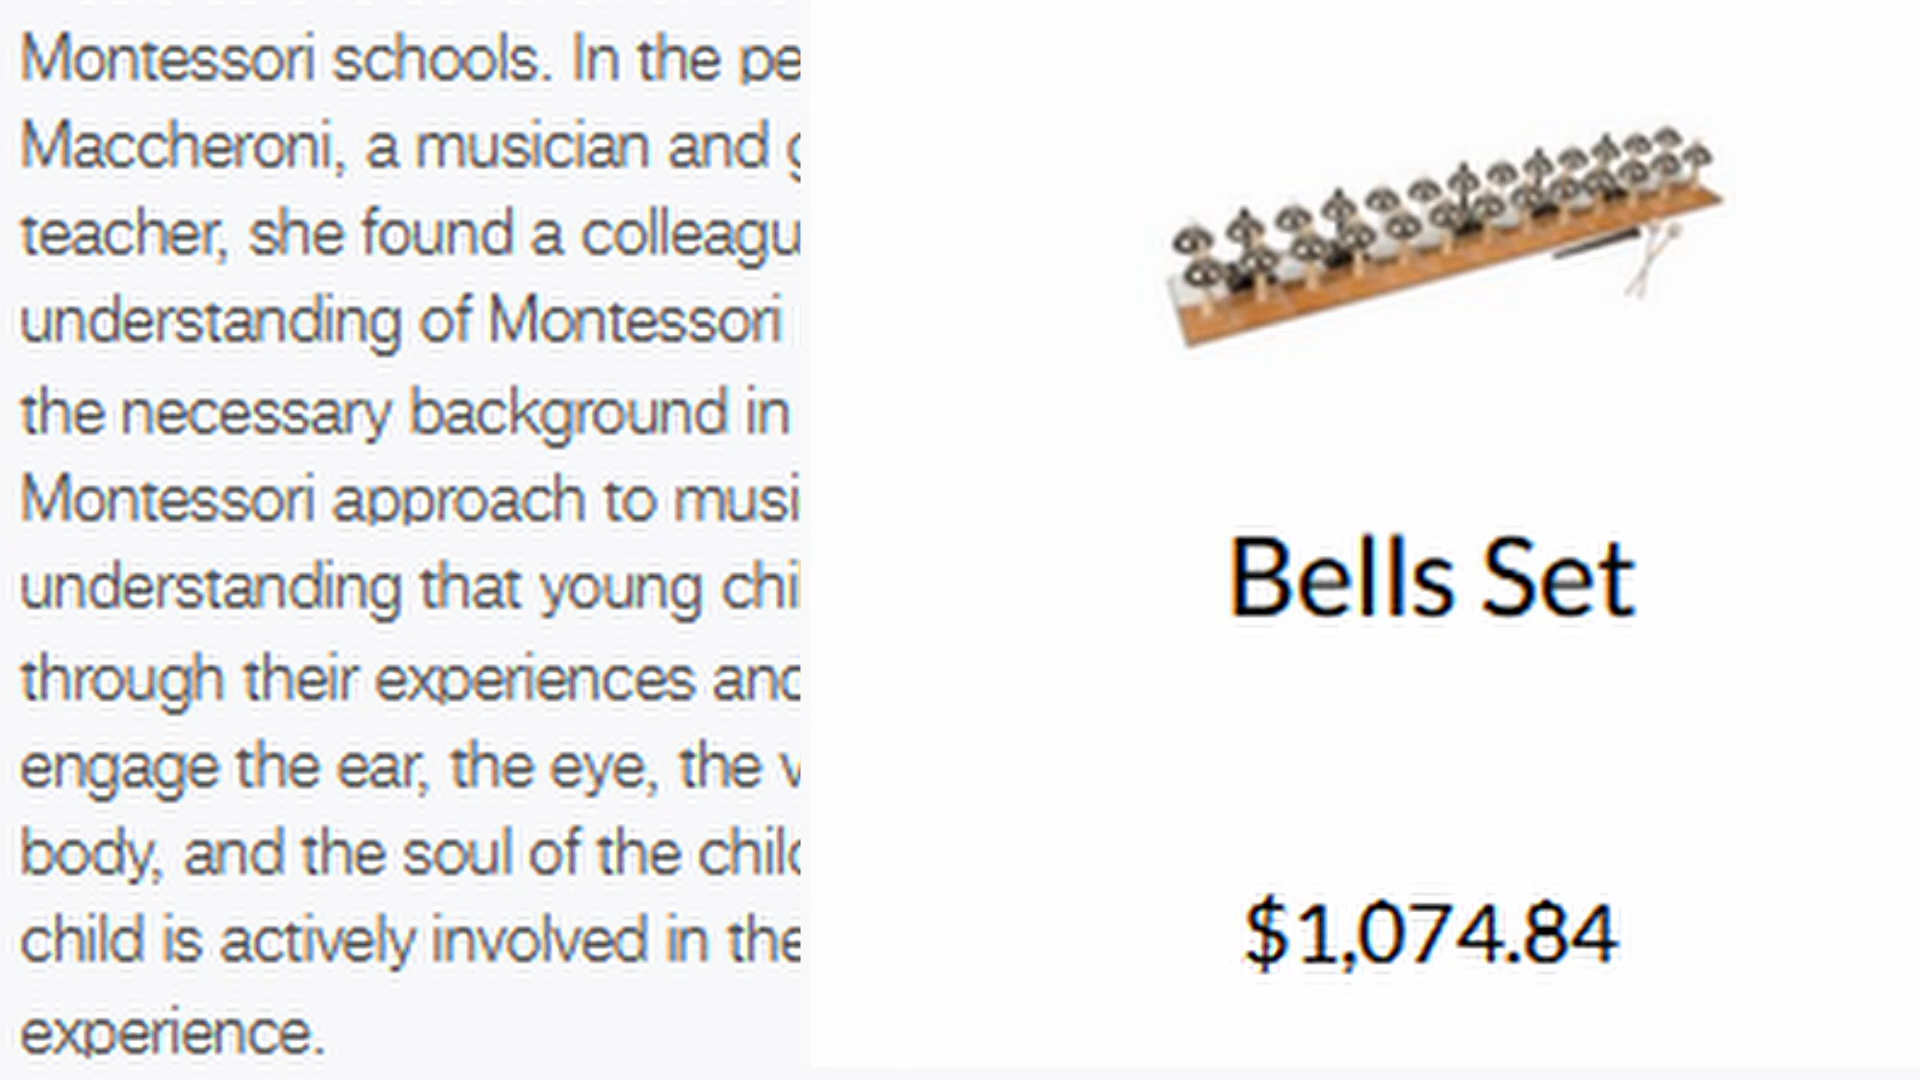 Montessori schools. In the pe
Maccheroni, a musician and g
teacher, she found a colleagu
understanding of Montessori
the necessary background in
Montessori approach to musi
understanding that young chil
through their experiences and
engage the ear, the eye, the v
body, and the soul of the child
child is actively involved in the
experience.
Bells Set
$1,074.84